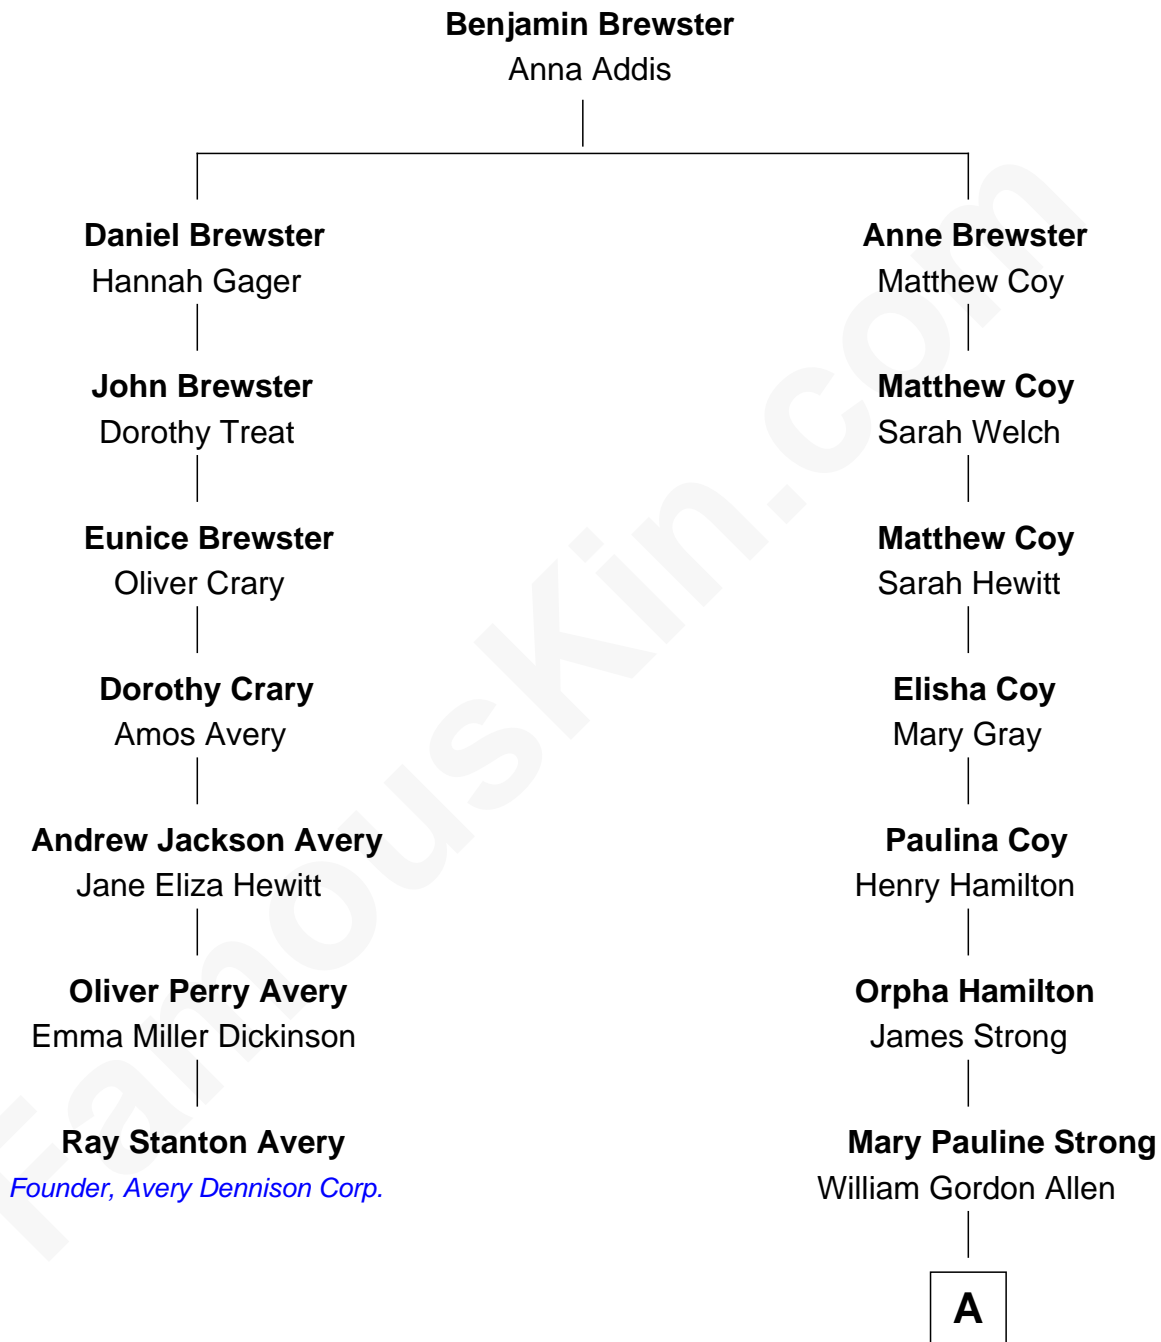 Benjamin Brewster
Anna Addis
Daniel Brewster
Hannah Gager
John Brewster
Dorothy Treat
Eunice Brewster
Oliver Crary
Dorothy Crary
Amos Avery
Andrew Jackson Avery
Jane Eliza Hewitt
Oliver Perry Avery
Emma Miller Dickinson
Ray Stanton Avery
Founder, Avery Dennison Corp.
Anne Brewster
Matthew Coy
Matthew Coy
Sarah Welch
Matthew Coy
Sarah Hewitt
Elisha Coy
Mary Gray
Paulina Coy
Henry Hamilton
Orpha Hamilton
James Strong
Mary Pauline Strong
William Gordon Allen
A
FamousKin.com